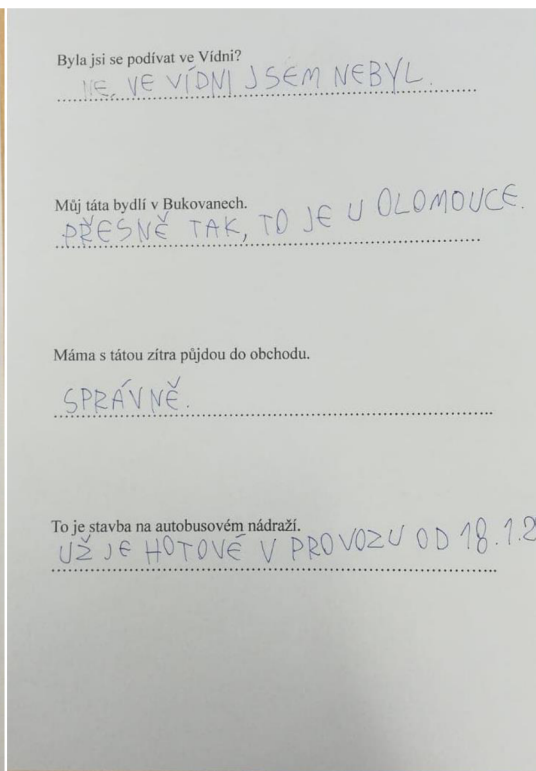 Byla jsi se podívat ve Vídni?
NE, VE VÍDNI JSEM NEBYL.
Můj táta bydlí v Bukovanech.
PŘESNĚ TAK, TO JE U OLOMOUCE.
Máma s tátou zítra půjdou do obchodu.
SPRÁVNĚ.
To je stavba na autobusovém nádraží.
UŽ JE HOTOVÉ V PROVOZU OD 18.1.2